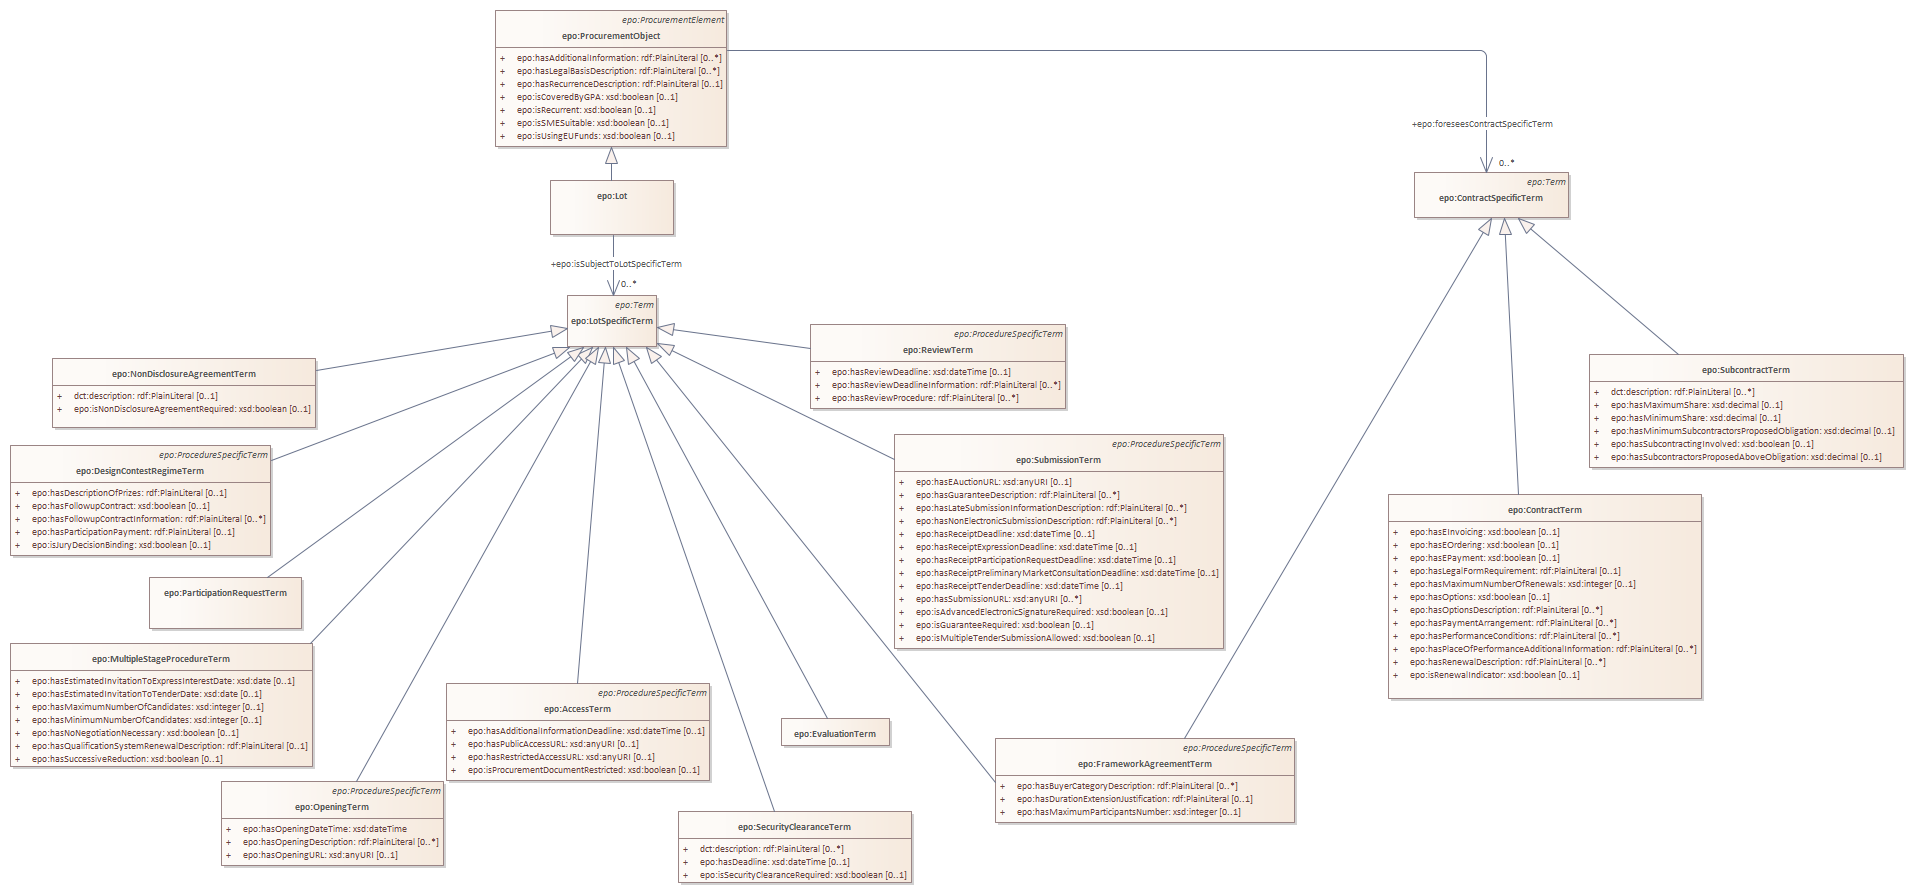 epo:ProcurementElement
epo:ProcurementObject
+ epo:hasAdditionalInformation: rdf:PlainLiteral [0..*]
+ epo:hasLegalBasisDescription: rdf:PlainLiteral [0..*]
+ epo:hasRecurrenceDescription: rdf:PlainLiteral [0..1]
+ epo:isCoveredByGPA: xsd:boolean [0..1]
+ epo:isRecurrent: xsd:boolean [0..1]
+ epo:isSMESuitable: xsd:boolean [0..1]
+ epo:isUsingEUFunds: xsd:boolean [0..1]
+epo:foreseesContractSpecificTerm
0..*
epo:Term
epo:ContractSpecificTerm
epo:Lot
+epo:isSubjectToLotSpecificTerm
0..*
epo:Term
epo:LotSpecificTerm
epo:ProcedureSpecificTerm
epo:ReviewTerm
+ epo:hasReviewDeadline: xsd:dateTime [0..1]
+ epo:hasReviewDeadlineInformation: rdf:PlainLiteral [0..*]
+ epo:hasReviewProcedure: rdf:PlainLiteral [0..*]
epo:NonDisclosureAgreementTerm
+ dct:description: rdf:PlainLiteral [0..1]
+ epo:isNonDisclosureAgreementRequired: xsd:boolean [0..1]
epo:SubcontractTerm
+ dct:description: rdf:PlainLiteral [0..*]
+ epo:hasMaximumShare: xsd:decimal [0..1]
+ epo:hasMinimumShare: xsd:decimal [0..1]
+ epo:hasMinimumSubcontractorsProposedObligation: xsd:decimal [0..1]
+ epo:hasSubcontractingInvolved: xsd:boolean [0..1]
+ epo:hasSubcontractorsProposedAboveObligation: xsd:decimal [0..1]
epo:ProcedureSpecificTerm
epo:DesignContestRegimeTerm
+ epo:hasDescriptionOfPrizes: rdf:PlainLiteral [0..1]
+ epo:hasFollowupContract: xsd:boolean [0..1]
+ epo:hasFollowupContractInformation: rdf:PlainLiteral [0..*]
+ epo:hasParticipationPayment: rdf:PlainLiteral [0..1]
+ epo:isJuryDecisionBinding: xsd:boolean [0..1]
epo:ProcedureSpecificTerm
epo:SubmissionTerm
+ epo:hasEAuctionURL: xsd:anyURI [0..1]
+ epo:hasGuaranteeDescription: rdf:PlainLiteral [0..*]
+ epo:hasLateSubmissionInformationDescription: rdf:PlainLiteral [0..*]
+ epo:hasNonElectronicSubmissionDescription: rdf:PlainLiteral [0..*]
+ epo:hasReceiptDeadline: xsd:dateTime [0..1]
+ epo:hasReceiptExpressionDeadline: xsd:dateTime [0..1]
+ epo:hasReceiptParticipationRequestDeadline: xsd:dateTime [0..1]
+ epo:hasReceiptPreliminaryMarketConsultationDeadline: xsd:dateTime [0..1]
+ epo:hasReceiptTenderDeadline: xsd:dateTime [0..1]
+ epo:hasSubmissionURL: xsd:anyURI [0..*]
+ epo:isAdvancedElectronicSignatureRequired: xsd:boolean [0..1]
+ epo:isGuaranteeRequired: xsd:boolean [0..1]
+ epo:isMultipleTenderSubmissionAllowed: xsd:boolean [0..1]
epo:ContractTerm
+ epo:hasEInvoicing: xsd:boolean [0..1]
+ epo:hasEOrdering: xsd:boolean [0..1]
+ epo:hasEPayment: xsd:boolean [0..1]
+ epo:hasLegalFormRequirement: rdf:PlainLiteral [0..1]
+ epo:hasMaximumNumberOfRenewals: xsd:integer [0..1]
+ epo:hasOptions: xsd:boolean [0..1]
+ epo:hasOptionsDescription: rdf:PlainLiteral [0..*]
+ epo:hasPaymentArrangement: rdf:PlainLiteral [0..*]
+ epo:hasPerformanceConditions: rdf:PlainLiteral [0..*]
+ epo:hasPlaceOfPerformanceAdditionalInformation: rdf:PlainLiteral [0..*]
+ epo:hasRenewalDescription: rdf:PlainLiteral [0..*]
+ epo:isRenewalIndicator: xsd:boolean [0..1]
epo:ParticipationRequestTerm
epo:MultipleStageProcedureTerm
+ epo:hasEstimatedInvitationToExpressInterestDate: xsd:date [0..1]
+ epo:hasEstimatedInvitationToTenderDate: xsd:date [0..1]
+ epo:hasMaximumNumberOfCandidates: xsd:integer [0..1]
+ epo:hasMinimumNumberOfCandidates: xsd:integer [0..1]
+ epo:hasNoNegotiationNecessary: xsd:boolean [0..1]
+ epo:hasQualificationSystemRenewalDescription: rdf:PlainLiteral [0..1]
+ epo:hasSuccessiveReduction: xsd:boolean [0..1]
epo:ProcedureSpecificTerm
epo:AccessTerm
+ epo:hasAdditionalInformationDeadline: xsd:dateTime [0..1]
+ epo:hasPublicAccessURL: xsd:anyURI [0..1]
+ epo:hasRestrictedAccessURL: xsd:anyURI [0..1]
+ epo:isProcurementDocumentRestricted: xsd:boolean [0..1]
epo:EvaluationTerm
epo:ProcedureSpecificTerm
epo:FrameworkAgreementTerm
+ epo:hasBuyerCategoryDescription: rdf:PlainLiteral [0..*]
+ epo:hasDurationExtensionJustification: rdf:PlainLiteral [0..1]
+ epo:hasMaximumParticipantsNumber: xsd:integer [0..1]
epo:ProcedureSpecificTerm
epo:OpeningTerm
+ epo:hasOpeningDateTime: xsd:dateTime
+ epo:hasOpeningDescription: rdf:PlainLiteral [0..*]
+ epo:hasOpeningURL: xsd:anyURI [0..1]
epo:SecurityClearanceTerm
+ dct:description: rdf:PlainLiteral [0..*]
+ epo:hasDeadline: xsd:dateTime [0..1]
+ epo:isSecurityClearanceRequired: xsd:boolean [0..1]